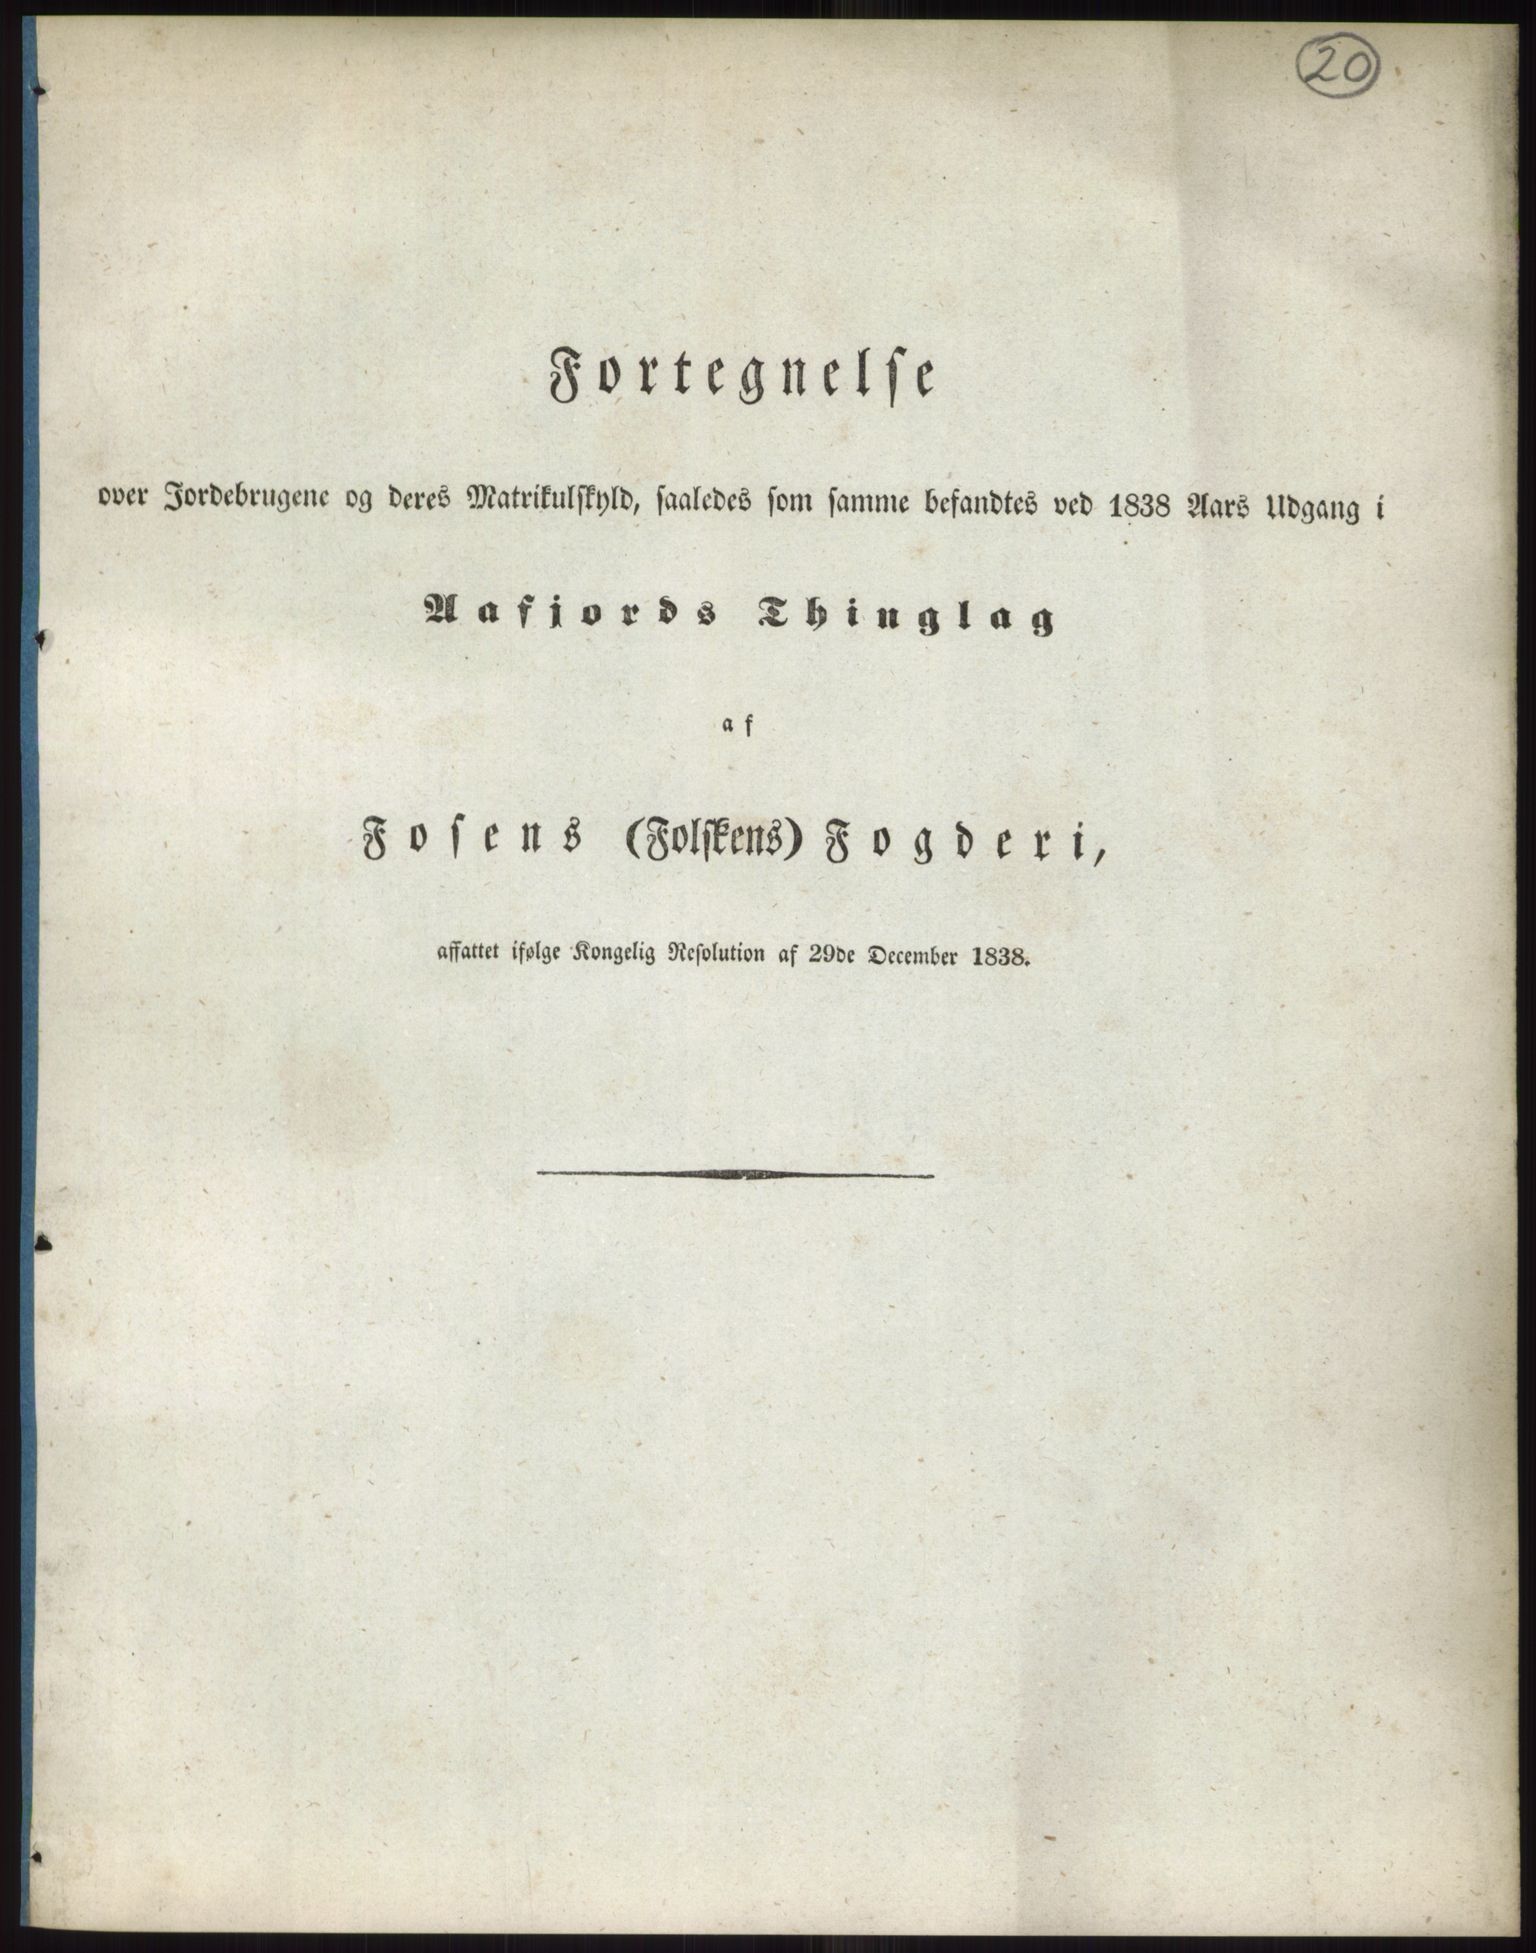 20
Fortegnelse
over Jordebrugene og deres Matrikulskyld, saaledes som samme befandtes ved 1838 Aars Udgang i
Aafjords Thinglag
af
Fosens (Folskens) Fogderi,
affattet ifølge Kongelig Resolution af 29de December 1838.